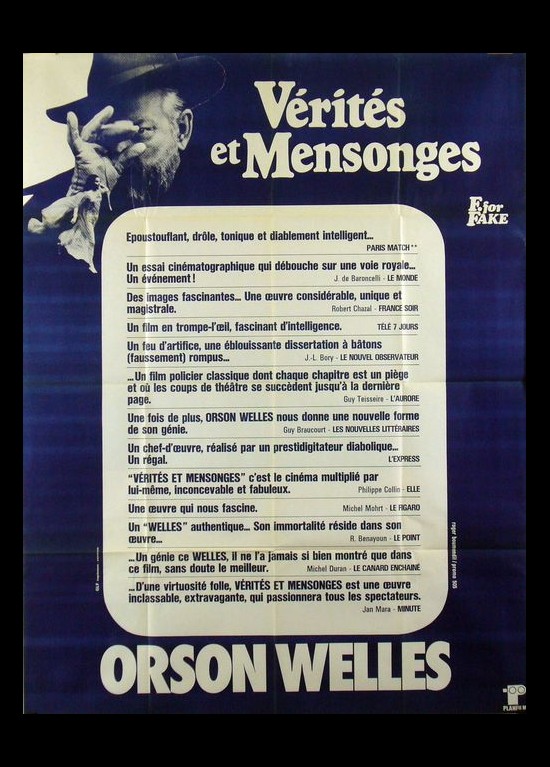 Vérités
et Mensonges
F. for
FAKE
Epoustouflant, drôle, tonique et diablement intelligent...
PARIS MATCH**
Un essai cinématographique qui débouche sur une voie royale...
Un événement ! J. de Baroncelli - LE MONDE
Des images fascinantes... Une œuvre considérable, unique et
magistrale. Robert Chazal - FRANCE SOIR
Un film en trompe-l'œil, fascinant d'intelligence. TÉLÉ 7 JOURS
Un feu d'artifice, une éblouissante dissertation à bâtons
(faussement) rompus... J.-L. Bory - LE NOUVEL OBSERVATEUR
...Un film policier classique dont chaque chapitre est un piège
et où les coups de théâtre se succèdent jusqu'à la dernière
page. Guy Teisseire - L'AURORE
Une fois de plus, ORSON WELLES nous donne une nouvelle forme
de son génie. Guy Braucourt - LES NOUVELLES LITTÉRAIRES
Un chef-d'œuvre, réalisé par un prestidigitateur diabolique...
Un régal. L'EXPRESS
"VÉRITÉS ET MENSONGES" c'est le cinéma multiplié par
lui-même, inconcevable et fabuleux. Philippe Collin - ELLE
Une œuvre qui nous fascine. Michel Mohrt - LE FIGARO
Un "WELLES" authentique... Son immortalité réside dans son
œuvre... R. Benayoun - LE POINT
...Un génie ce WELLES, il ne l'a jamais si bien montré que dans
ce film, sans doute le meilleur. Michel Duran - LE CANARD ENCHAINÉ
...D'une virtuosité folle, VÉRITÉS ET MENSONGES est une œuvre
inclassable, extravagante, qui passionnera tous les spectateurs.
Jan Mara - MINUTE
ORSON WELLES
PLANFILM